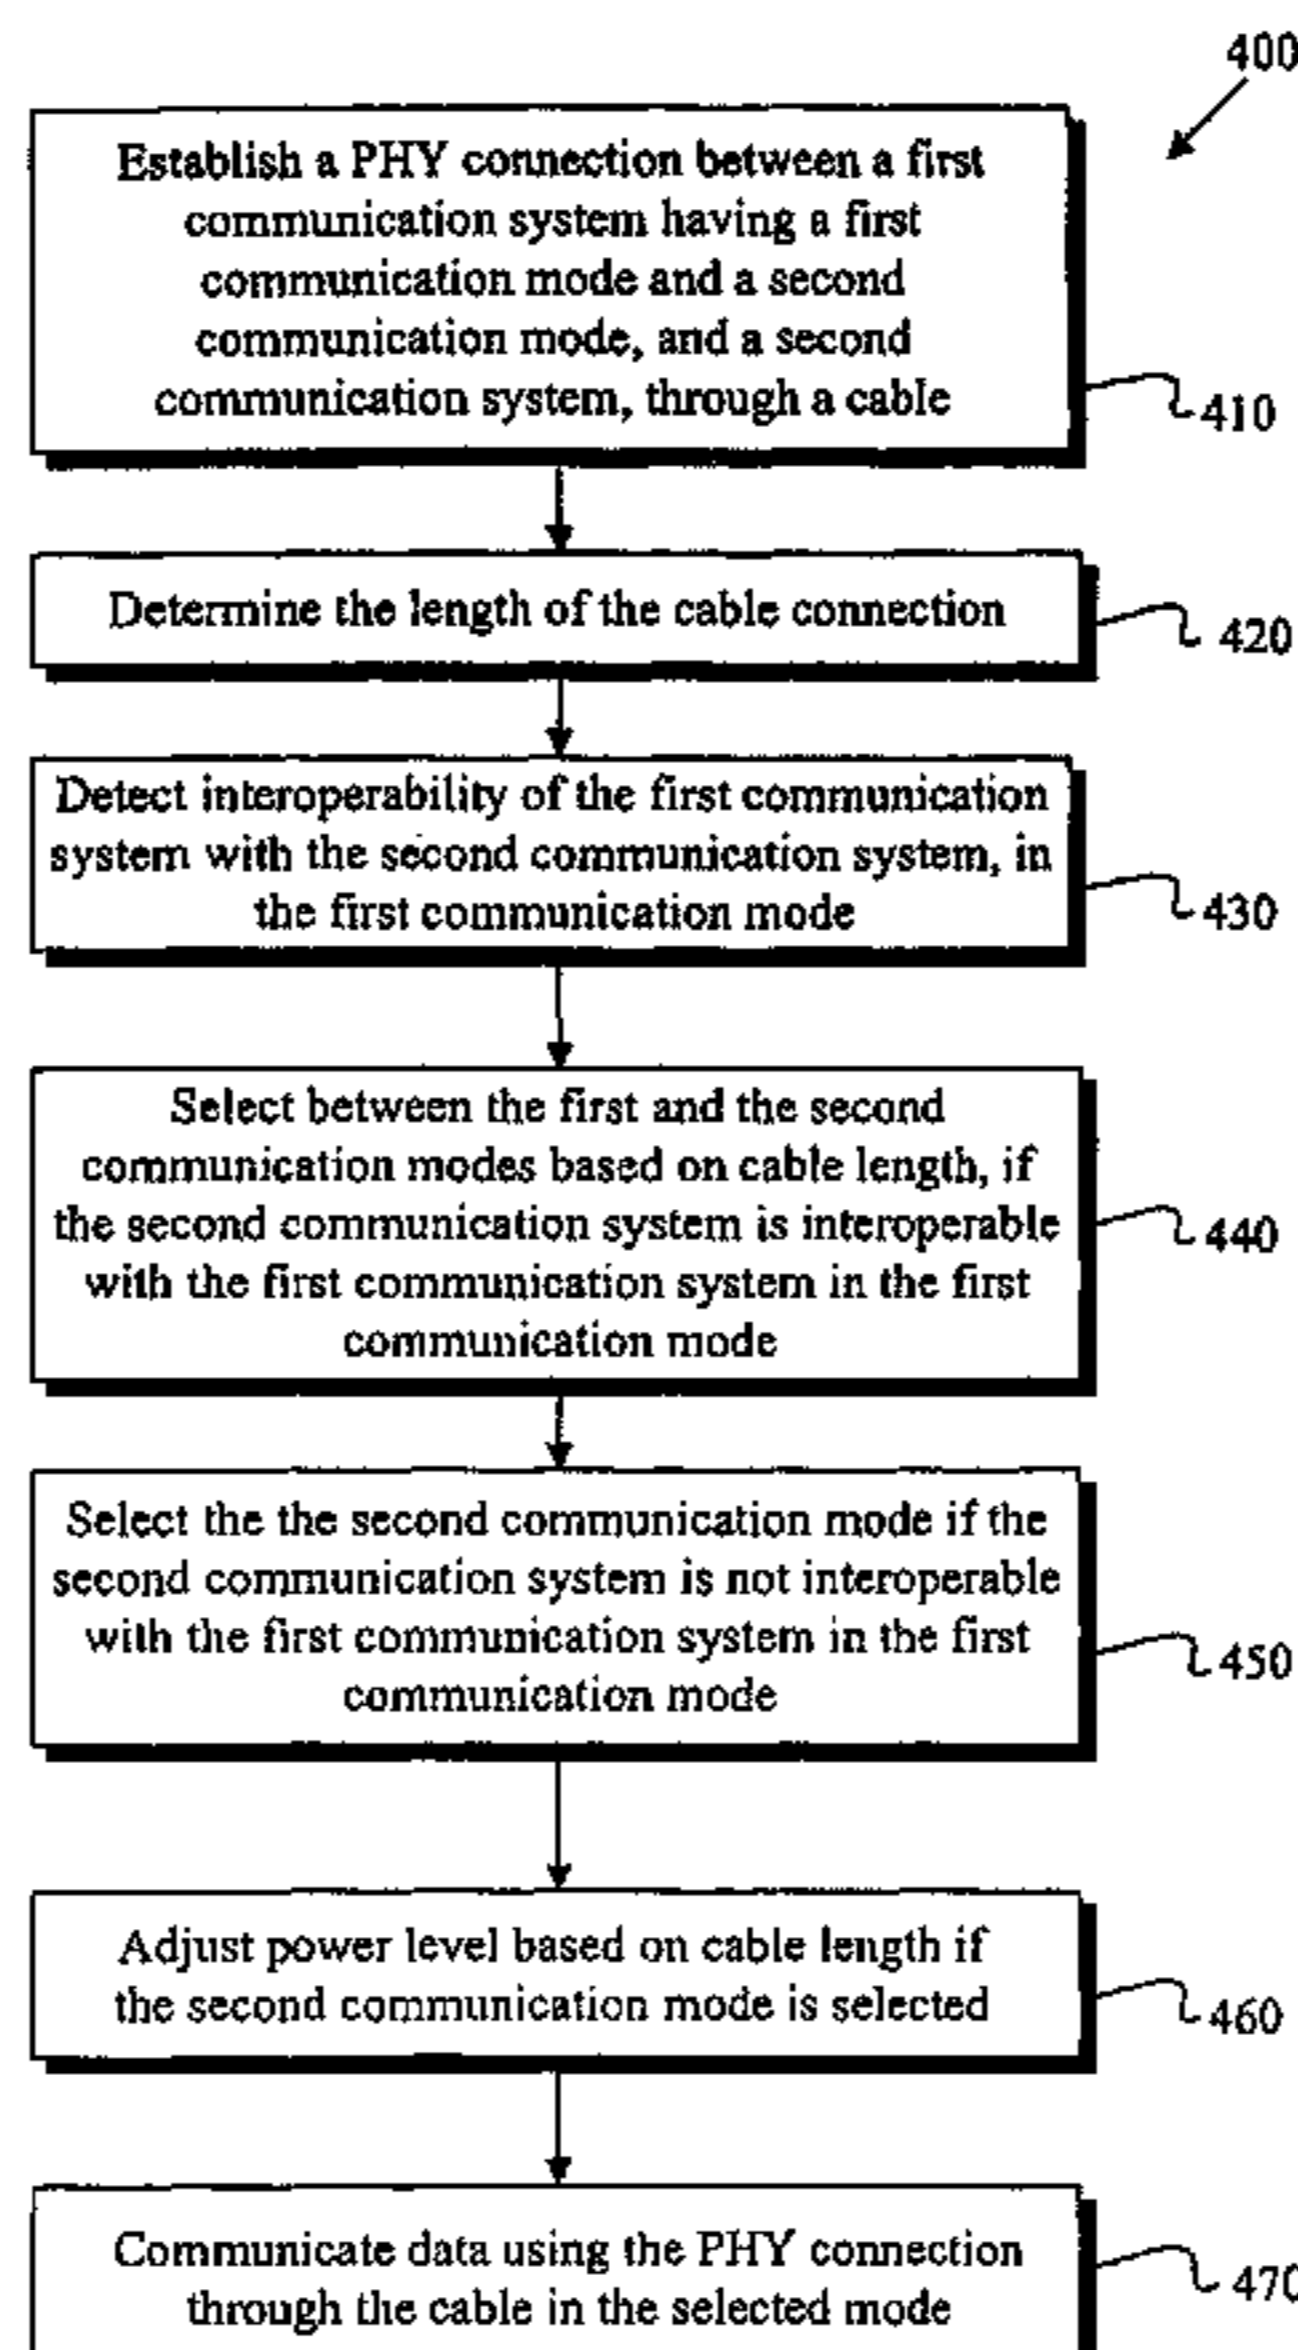 400
Establish a PHY connection between a first
communication system having a first
communication mode and a second
communication mode, and a second
communication system, through a cable
410
Determine the length of the cable connection
420
Detect interoperability of the first communication
system with the second communication system, in
the first communication mode
430
Select between the first and the second
communication modes based on cable length, if
the second communication system is interoperable
with the first communication system in the first
communication mode
440
Select the the second communication mode if the
second communication system is not interoperable
with the first communication system in the first
communication mode
450
Adjust power level based on cable length if
the second communication mode is selected
460
Communicate data using the PHY connection
through the cable in the selected mode
470